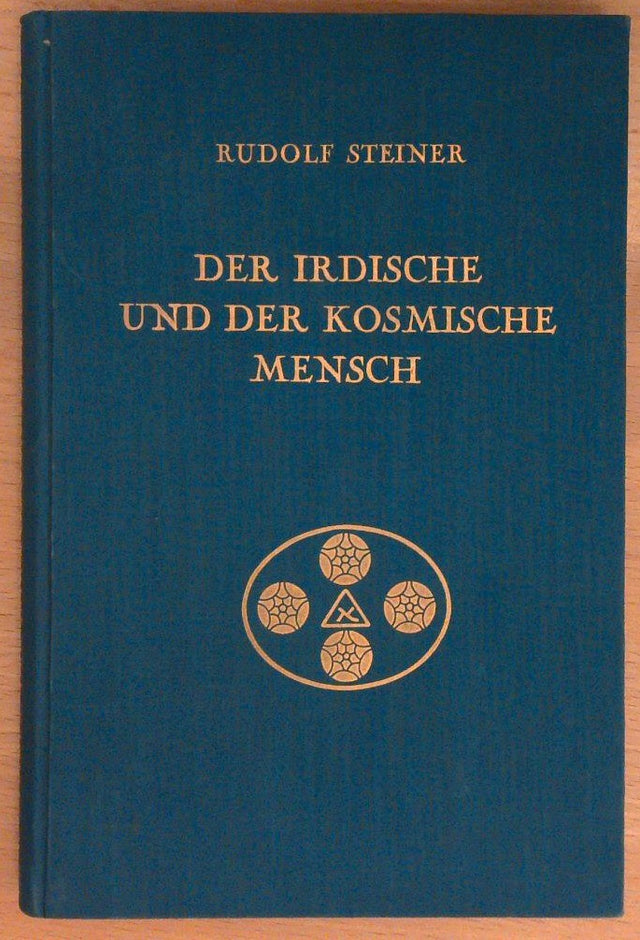 RUDOLF STEINER
DER IRDISCHE
UND DER KOSMISCHE
MENSCH